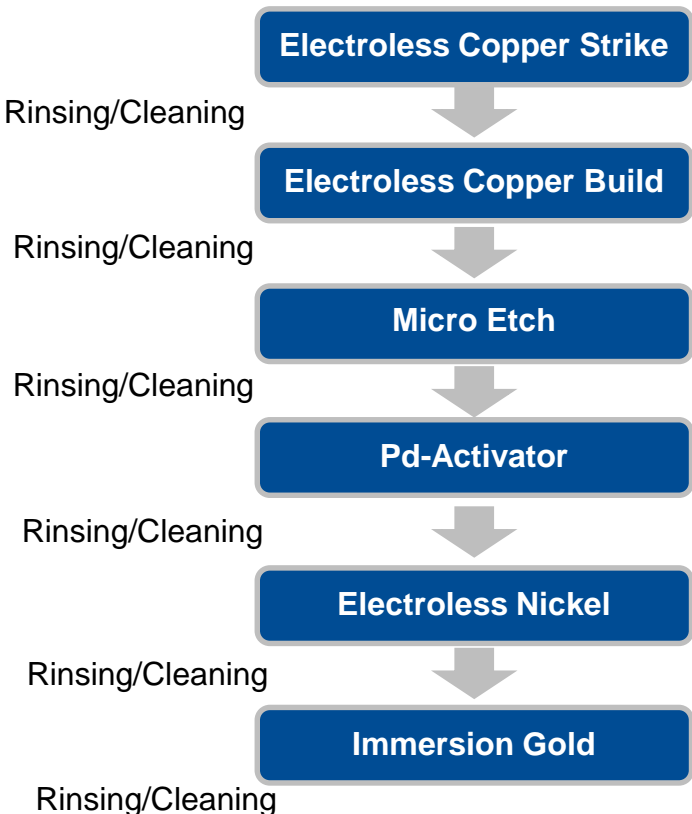 Electroless Copper Strike
Rinsing/Cleaning
Electroless Copper Build
Rinsing/Cleaning
Micro Etch
Rinsing/Cleaning
Pd-Activator
Rinsing/Cleaning
Electroless Nickel
Rinsing/Cleaning
Immersion Gold
Rinsing/Cleaning